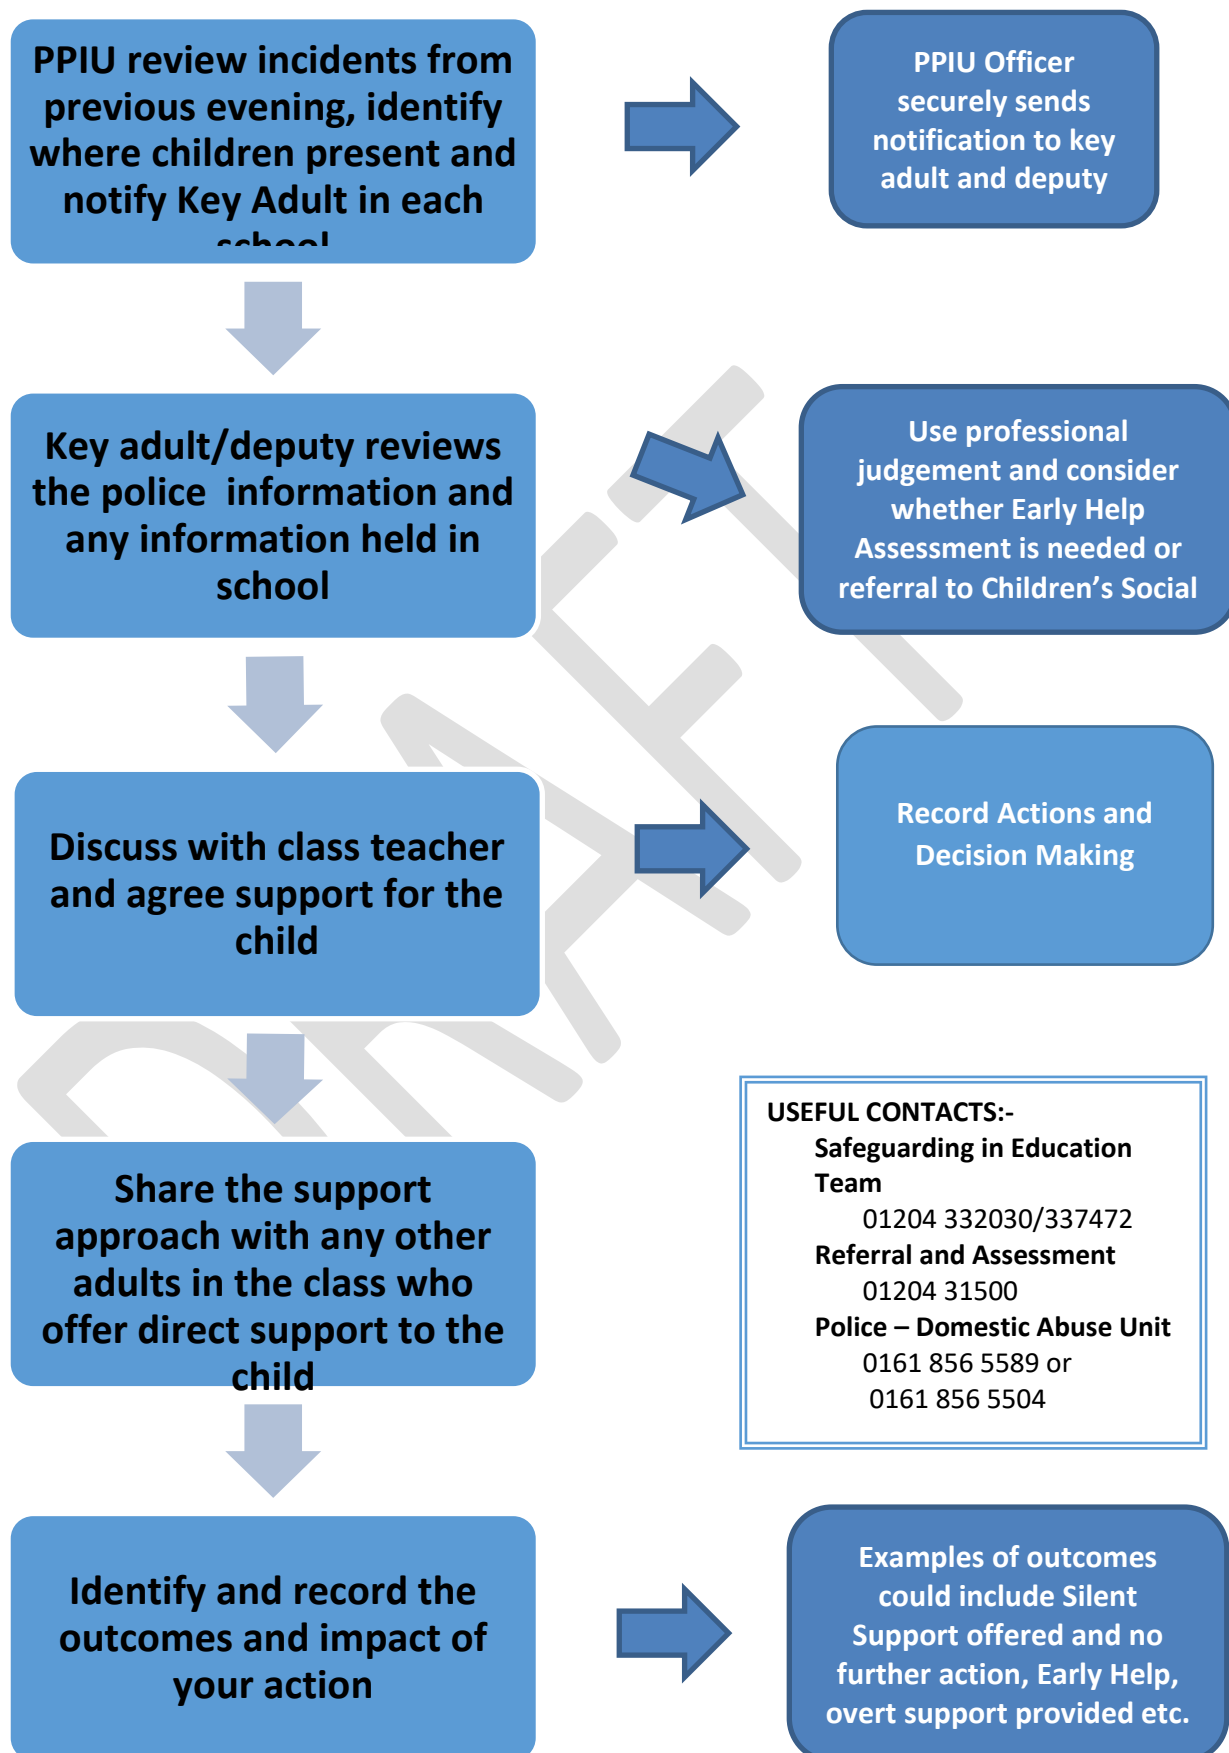 PPIU review incidents from
previous evening, identify
where children present and
notify Key Adult in each
school
PPIU Officer
securely sends
notification to key
adult and deputy
Key adult/deputy reviews
the police information and
any information held in
school
Use professional
judgement and consider
whether Early Help
Assessment is needed or
referral to Children’s Social
Discuss with class teacher
and agree support for the
child
Record Actions and
Decision Making
Share the support
approach with any other
adults in the class who
offer direct support to the
child
USEFUL CONTACTS:-
Safeguarding in Education
Team
01204 332030/337472
Referral and Assessment
01204 31500
Police – Domestic Abuse Unit
0161 856 5589 or
0161 856 5504
Identify and record the
outcomes and impact of
your action
Examples of outcomes
could include Silent
Support offered and no
further action, Early Help,
overt support provided etc.
DRAFT